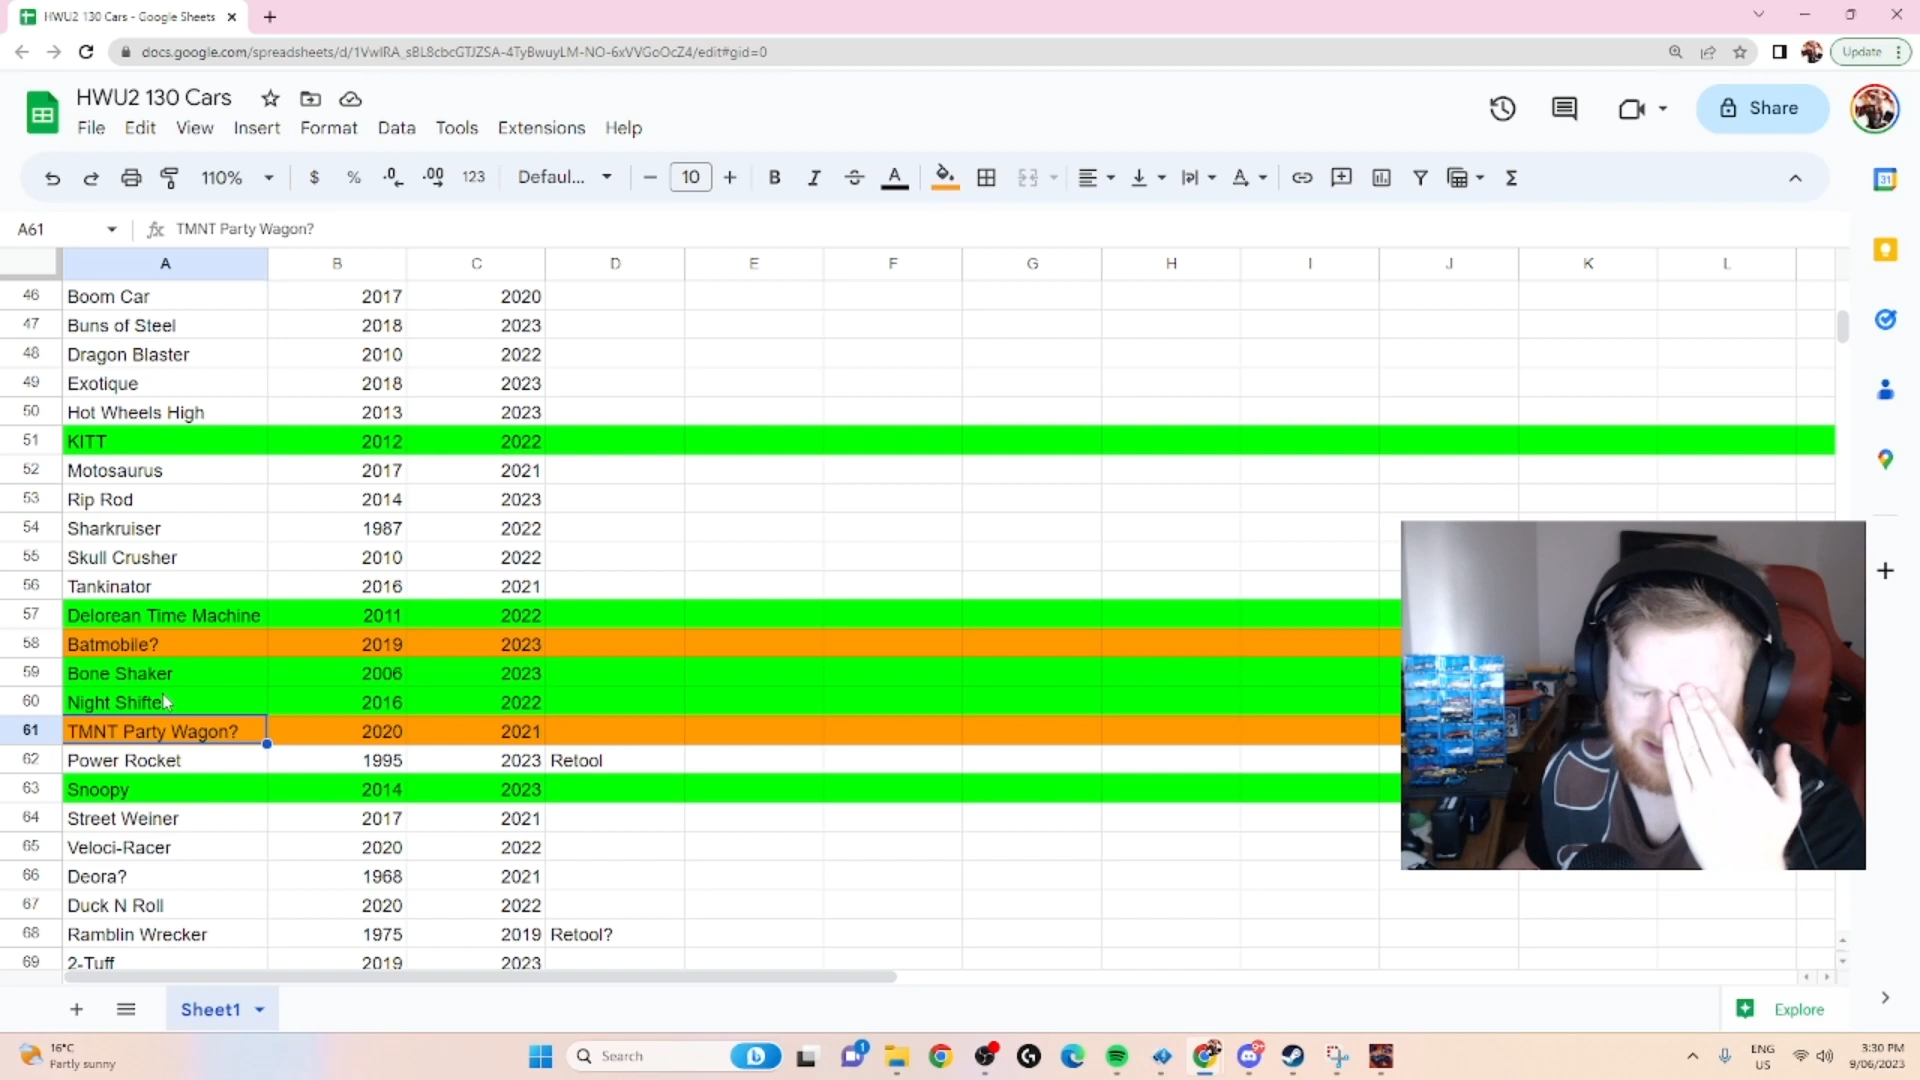 HWU2 130 Cars - Google Sheets
docs.google.com/spreadsheets/d/1VwIRA_sBL8cbcGTJZSA-4TyBwuyLM-NO-6xVVGoOcZ4/edit#gid=0
Update
HWU2 130 Cars
File Edit View Insert Format Data Tools Extensions Help
Share
110% $ % .0 .00 123 Defaul... 10 B I A
31
A61 fx TMNT Party Wagon?
A B C D E F G H I J K L
46 Boom Car 2017 2020
47 Buns of Steel 2018 2023
48 Dragon Blaster 2010 2022
49 Exotique 2018 2023
50 Hot Wheels High 2013 2023
51 KITT 2012 2022
52 Motosaurus 2017 2021
53 Rip Rod 2014 2023
54 Sharkruiser 1987 2022
55 Skull Crusher 2010 2022
56 Tankinator 2016 2021
57 Delorean Time Machine 2011 2022
58 Batmobile? 2019 2023
59 Bone Shaker 2006 2023
60 Night Shifte 2016 2022
61 TMNT Party Wagon? 2020 2021
62 Power Rocket 1995 2023 Retool
63 Snoopy 2014 2023
64 Street Weiner 2017 2021
65 Veloci-Racer 2020 2022
66 Deora? 1968 2021
67 Duck N Roll 2020 2022
68 Ramblin Wrecker 1975 2019 Retool?
69 2-Tuff 2019 2023
Sheet1
Explore
16°C
Partly sunny
Search
ENG
US
3:30 PM
9/06/2023